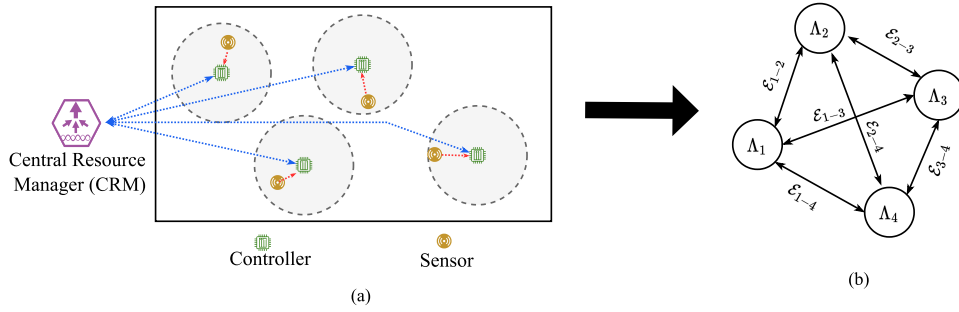 Central Resource
Manager (CRM)
Controller
Sensor
(a)
Λ₂
ℰ₂₋₃
ℰ₁₋₂
Λ₃
ℰ₁₋₃
ℰ₂₋₄
Λ₁
ℰ₃₋₄
ℰ₁₋₄
Λ₄
(b)